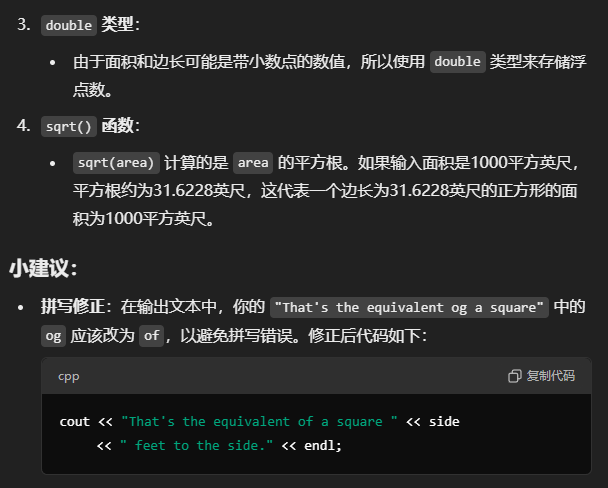 3. double 类型：
• 由于面积和边长可能是带小数点的数值，所以使用 double 类型来存储浮
点数。
4. sqrt() 函数：
• sqrt(area) 计算的是 area 的平方根。如果输入面积是1000平方英尺，
平方根约为31.6228英尺，这代表一个边长为31.6228英尺的正方形的面
积为1000平方英尺。
小建议：
• 拼写修正：在输出文本中，你的 "That's the equivalent og a square" 中的
og 应该改为 of，以避免拼写错误。修正后代码如下：
cpp 复制代码
cout << "That's the equivalent of a square " << side
<< " feet to the side." << endl;